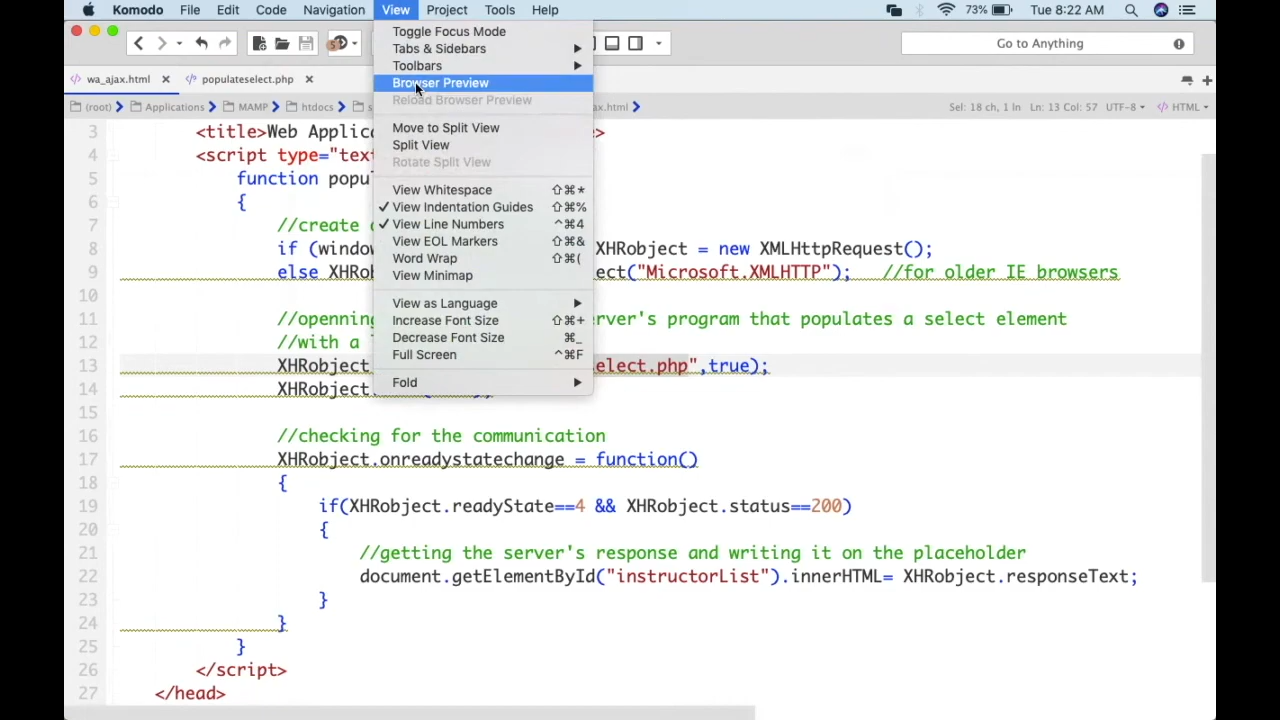 Komodo File Edit Code Navigation View Project Tools Help 73% Tue 8:22 AM
Go to Anything
wa_ajax.html populateselect.php
(root) Applications MAMP htdocs ax.html Sel: 18 ch, 1 ln Ln: 13 Col: 57 UTF-8 HTML
Toggle Focus Mode
Tabs & Sidebars
Toolbars
Browser Preview
Reload Browser Preview
Move to Split View
Split View
Rotate Split View
View Whitespace ⇧⌘*
✓ View Indentation Guides ⇧⌘%
✓ View Line Numbers ^⌘4
View EOL Markers ⇧⌘&
Word Wrap ⇧⌘(
View Minimap
View as Language
Increase Font Size ⇧⌘+
Decrease Font Size ⌘_
Full Screen ^⌘F
Fold
3 <title>Web Applic e>
4 <script type="tex
5 function popu
6 {
7 //create
8 if (window XHRobject = new XMLHttpRequest();
9 else XHRob ect("Microsoft.XMLHTTP"); //for older IE browsers
10
11 //openning erver's program that populates a select element
12 //with a
13 XHRobject. elect.php",true);
14 XHRobject.
15
16 //checking for the communication
17 XHRobject.onreadystatechange = function()
18 {
19 if(XHRobject.readyState==4 && XHRobject.status==200)
20 {
21 //getting the server's response and writing it on the placeholder
22 document.getElementById("instructorList").innerHTML= XHRobject.responseText;
23 }
24 }
25 }
26 </script>
27 </head>